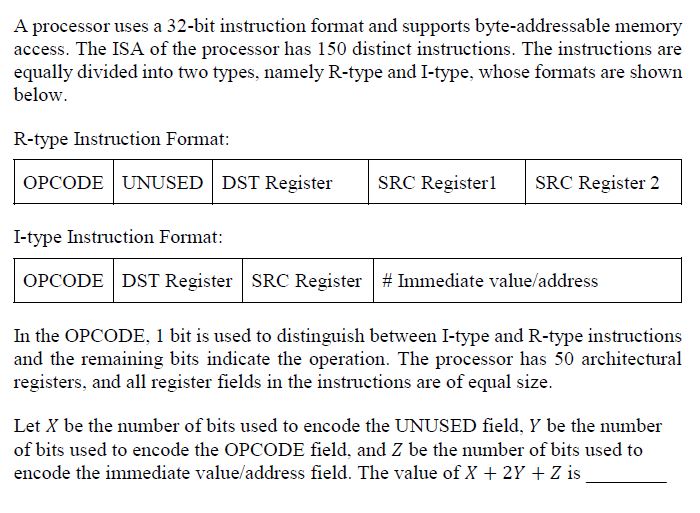 A processor uses a 32-bit instruction format and supports byte-addressable memory
access. The ISA of the processor has 150 distinct instructions. The instructions are
equally divided into two types, namely R-type and I-type, whose formats are shown
below.
R-type Instruction Format:
OPCODE UNUSED DST Register SRC Register1 SRC Register 2
I-type Instruction Format:
OPCODE DST Register SRC Register # Immediate value/address
In the OPCODE, 1 bit is used to distinguish between I-type and R-type instructions
and the remaining bits indicate the operation. The processor has 50 architectural
registers, and all register fields in the instructions are of equal size.
Let X be the number of bits used to encode the UNUSED field, Y be the number
of bits used to encode the OPCODE field, and Z be the number of bits used to
encode the immediate value/address field. The value of X + 2Y + Z is ________